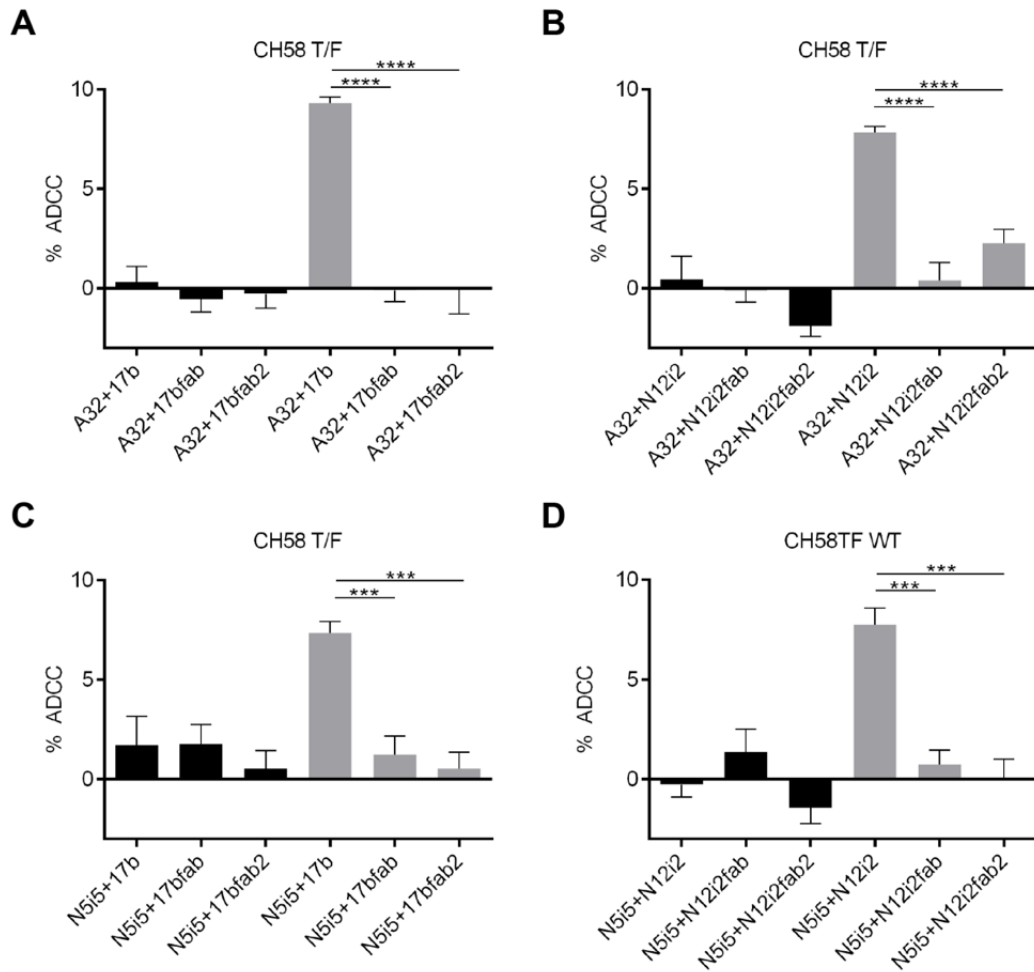 A
CH58 T/F
****
****
% ADCC
10
5
0
A32+17b
A32+17bfab
A32+17bfab2
A32+17b
A32+17bfab
A32+17bfab2
B
CH58 T/F
****
****
% ADCC
10
5
0
A32+N12i2
A32+N12i2fab
A32+N12i2fab2
A32+N12i2
A32+N12i2fab
A32+N12i2fab2
C
CH58 T/F
***
***
% ADCC
10
5
0
N5i5+17b
N5i5+17bfab
N5i5+17bfab2
N5i5+17b
N5i5+17bfab
N5i5+17bfab2
D
CH58TF WT
***
***
% ADCC
10
5
0
N5i5+N12i2
N5i5+N12i2fab
N5i5+N12i2fab2
N5i5+N12i2
N5i5+N12i2fab
N5i5+N12i2fab2